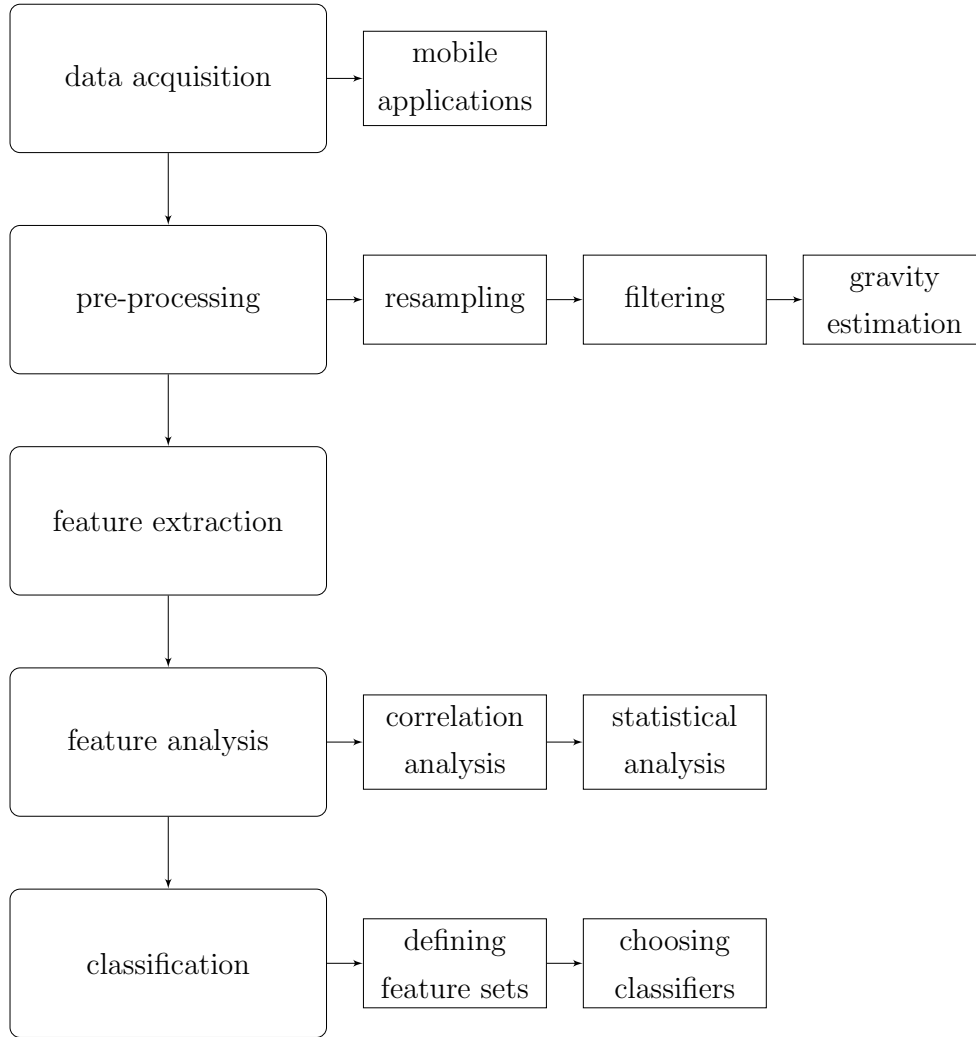 data acquisition
mobile
applications
pre-processing
resampling
filtering
gravity
estimation
feature extraction
feature analysis
correlation
analysis
statistical
analysis
classification
defining
feature sets
choosing
classifiers